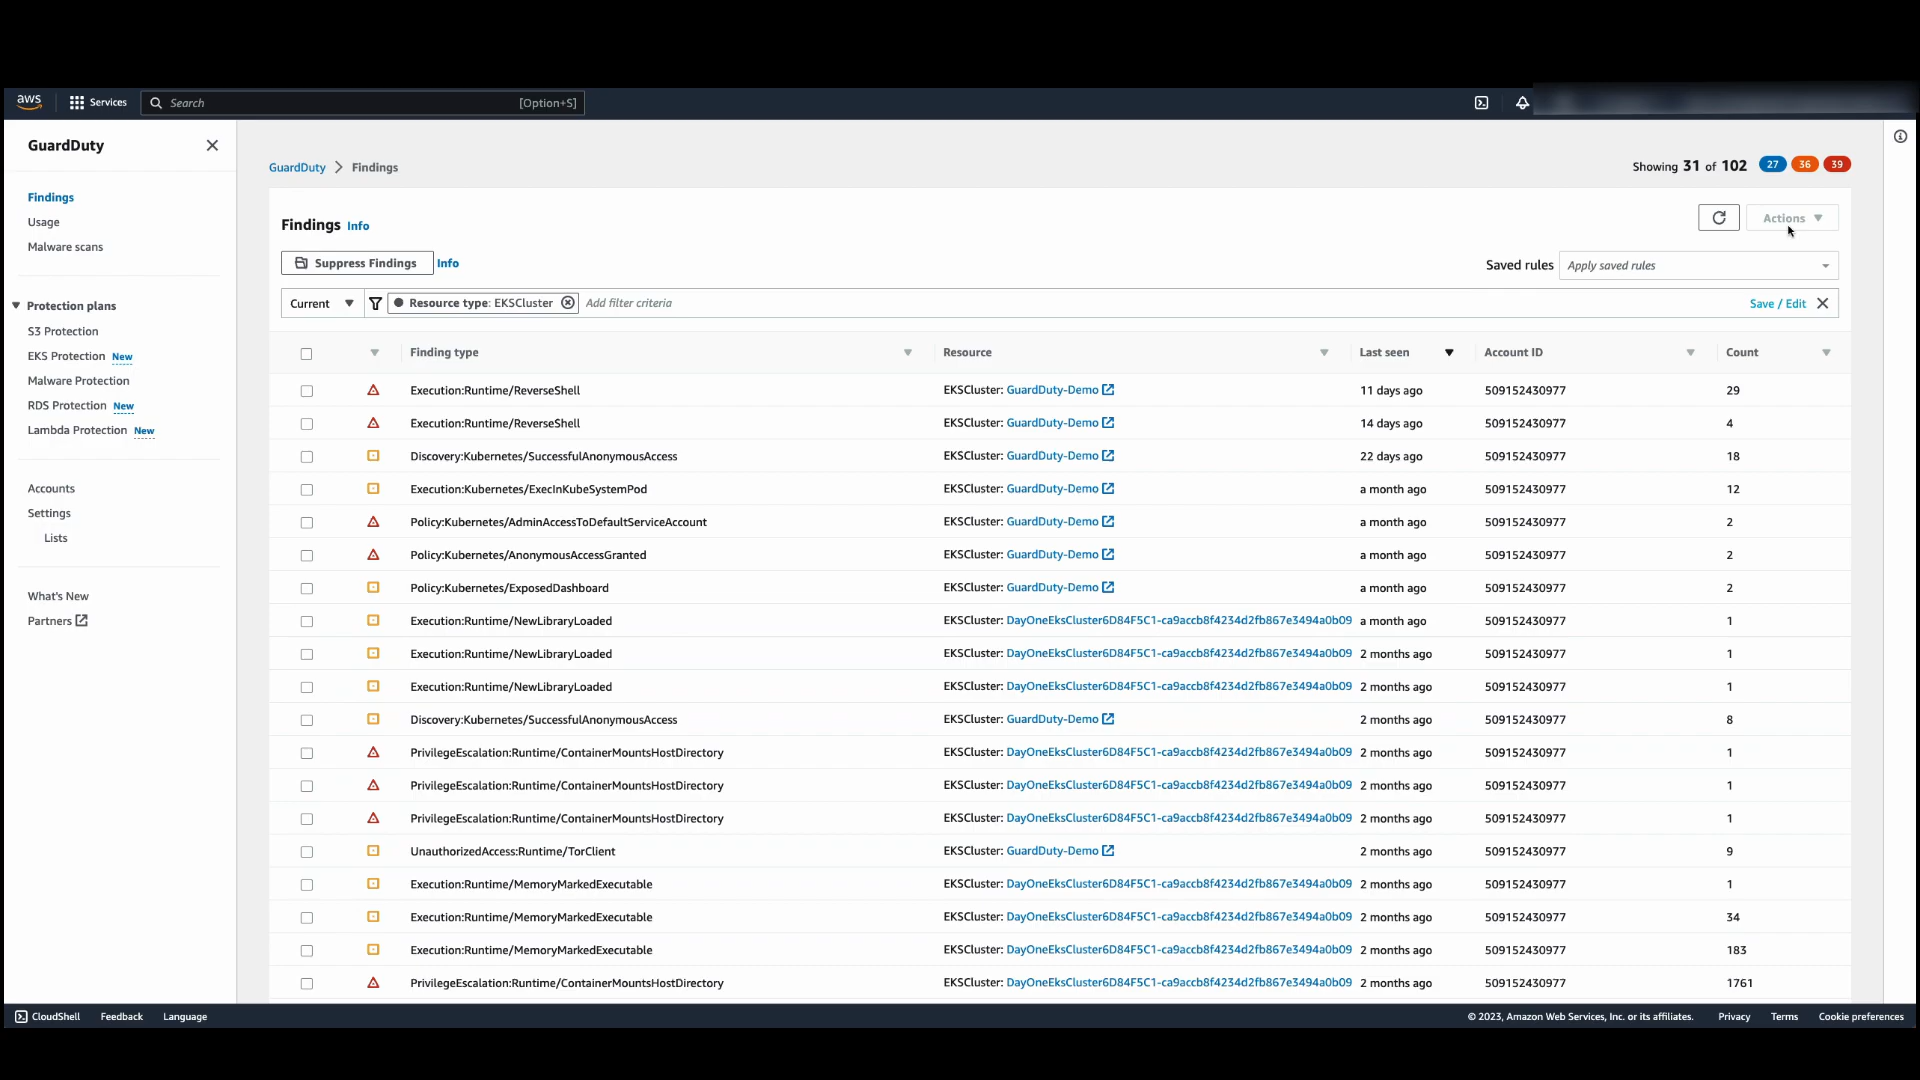 aws Services Search [Option+S]
GuardDuty
Findings
Usage
Malware scans
Protection plans
S3 Protection
EKS Protection New
Malware Protection
RDS Protection New
Lambda Protection New
Accounts
Settings
Lists
What's New
Partners
GuardDuty > Findings
Showing 31 of 102 27 36 39
Findings Info
Actions
Suppress Findings Info
Saved rules Apply saved rules
Current Resource type: EKSCluster Add filter criteria Save / Edit
Finding type Resource Last seen Account ID Count
Execution:Runtime/ReverseShell EKSCluster: GuardDuty-Demo 11 days ago 509152430977 29
Execution:Runtime/ReverseShell EKSCluster: GuardDuty-Demo 14 days ago 509152430977 4
Discovery:Kubernetes/SuccessfulAnonymousAccess EKSCluster: GuardDuty-Demo 22 days ago 509152430977 18
Execution:Kubernetes/ExecInKubeSystemPod EKSCluster: GuardDuty-Demo a month ago 509152430977 12
Policy:Kubernetes/AdminAccessToDefaultServiceAccount EKSCluster: GuardDuty-Demo a month ago 509152430977 2
Policy:Kubernetes/AnonymousAccessGranted EKSCluster: GuardDuty-Demo a month ago 509152430977 2
Policy:Kubernetes/ExposedDashboard EKSCluster: GuardDuty-Demo a month ago 509152430977 2
Execution:Runtime/NewLibraryLoaded EKSCluster: DayOneEksCluster6D84F5C1-ca9accb8f4234d2fb867e3494a0b09 a month ago 509152430977 1
Execution:Runtime/NewLibraryLoaded EKSCluster: DayOneEksCluster6D84F5C1-ca9accb8f4234d2fb867e3494a0b09 2 months ago 509152430977 1
Execution:Runtime/NewLibraryLoaded EKSCluster: DayOneEksCluster6D84F5C1-ca9accb8f4234d2fb867e3494a0b09 2 months ago 509152430977 1
Discovery:Kubernetes/SuccessfulAnonymousAccess EKSCluster: GuardDuty-Demo 2 months ago 509152430977 8
PrivilegeEscalation:Runtime/ContainerMountsHostDirectory EKSCluster: DayOneEksCluster6D84F5C1-ca9accb8f4234d2fb867e3494a0b09 2 months ago 509152430977 1
PrivilegeEscalation:Runtime/ContainerMountsHostDirectory EKSCluster: DayOneEksCluster6D84F5C1-ca9accb8f4234d2fb867e3494a0b09 2 months ago 509152430977 1
PrivilegeEscalation:Runtime/ContainerMountsHostDirectory EKSCluster: DayOneEksCluster6D84F5C1-ca9accb8f4234d2fb867e3494a0b09 2 months ago 509152430977 1
UnauthorizedAccess:Runtime/TorClient EKSCluster: GuardDuty-Demo 2 months ago 509152430977 9
Execution:Runtime/MemoryMarkedExecutable EKSCluster: DayOneEksCluster6D84F5C1-ca9accb8f4234d2fb867e3494a0b09 2 months ago 509152430977 1
Execution:Runtime/MemoryMarkedExecutable EKSCluster: DayOneEksCluster6D84F5C1-ca9accb8f4234d2fb867e3494a0b09 2 months ago 509152430977 34
Execution:Runtime/MemoryMarkedExecutable EKSCluster: DayOneEksCluster6D84F5C1-ca9accb8f4234d2fb867e3494a0b09 2 months ago 509152430977 183
PrivilegeEscalation:Runtime/ContainerMountsHostDirectory EKSCluster: DayOneEksCluster6D84F5C1-ca9accb8f4234d2fb867e3494a0b09 2 months ago 509152430977 1761
CloudShell Feedback Language © 2023, Amazon Web Services, Inc. or its affiliates. Privacy Terms Cookie preferences